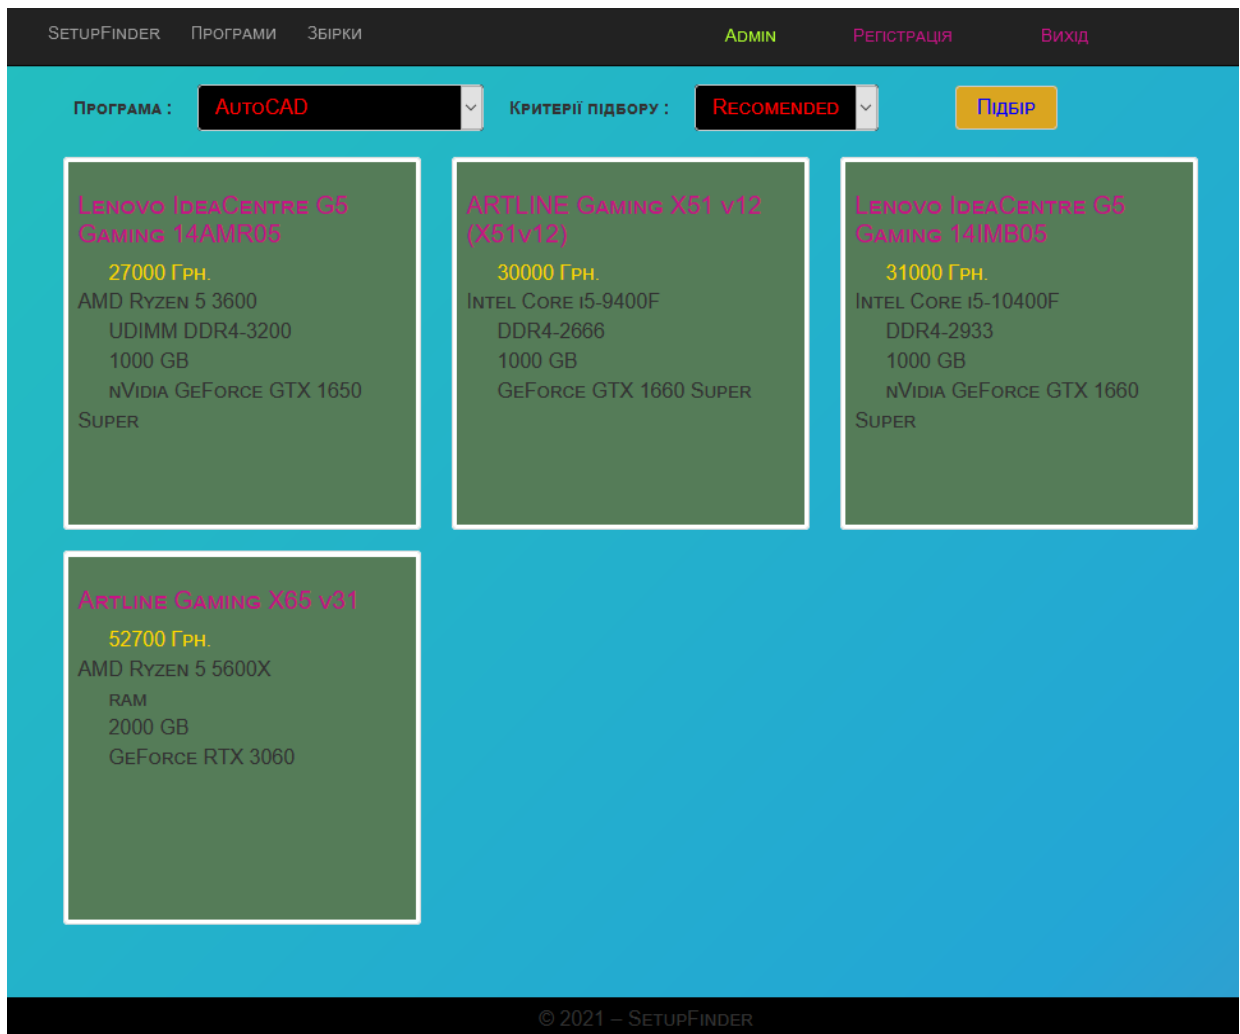 SetupFinder Програми Збірки Admin Регістрація Вихід
Програма : AutoCAD Критерії підбору : Recomended Підбір
Lenovo IdeaCentre G5
Gaming 14AMR05
27000 Грн.
AMD Ryzen 5 3600
UDIMM DDR4-3200
1000 GB
nVidia GeForce GTX 1650
Super
ARTLINE Gaming X51 v12
(X51v12)
30000 Грн.
Intel Core i5-9400F
DDR4-2666
1000 GB
GeForce GTX 1660 Super
Lenovo IdeaCentre G5
Gaming 14IMB05
31000 Грн.
Intel Core i5-10400F
DDR4-2933
1000 GB
nVidia GeForce GTX 1660
Super
Artline Gaming X65 v31
52700 Грн.
AMD Ryzen 5 5600X
ram
2000 GB
GeForce RTX 3060
© 2021 – SetupFinder